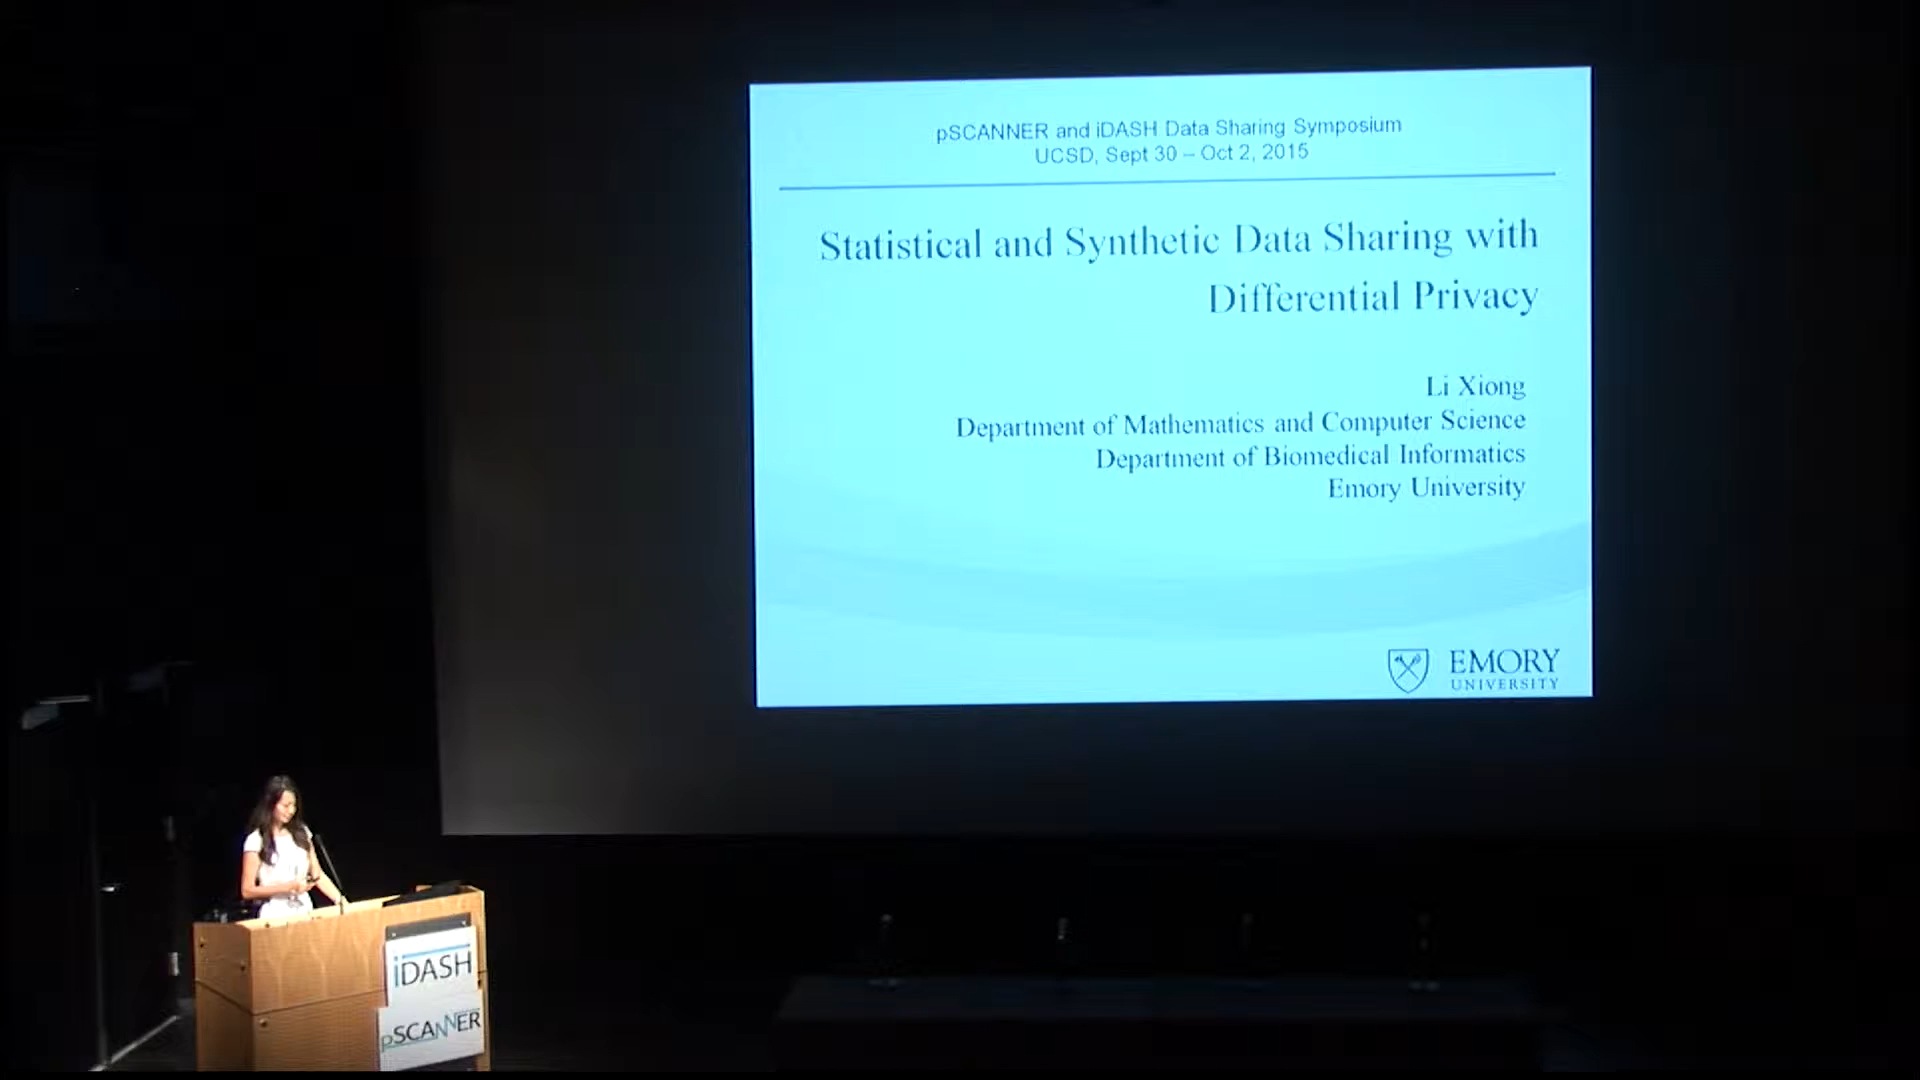 pSCANNER and iDASH Data Sharing Symposium
UCSD, Sept 30 – Oct 2, 2015
Statistical and Synthetic Data Sharing with
Differential Privacy
Li Xiong
Department of Mathematics and Computer Science
Department of Biomedical Informatics
Emory University
EMORY
UNIVERSITY
iDASH
pSCANNER